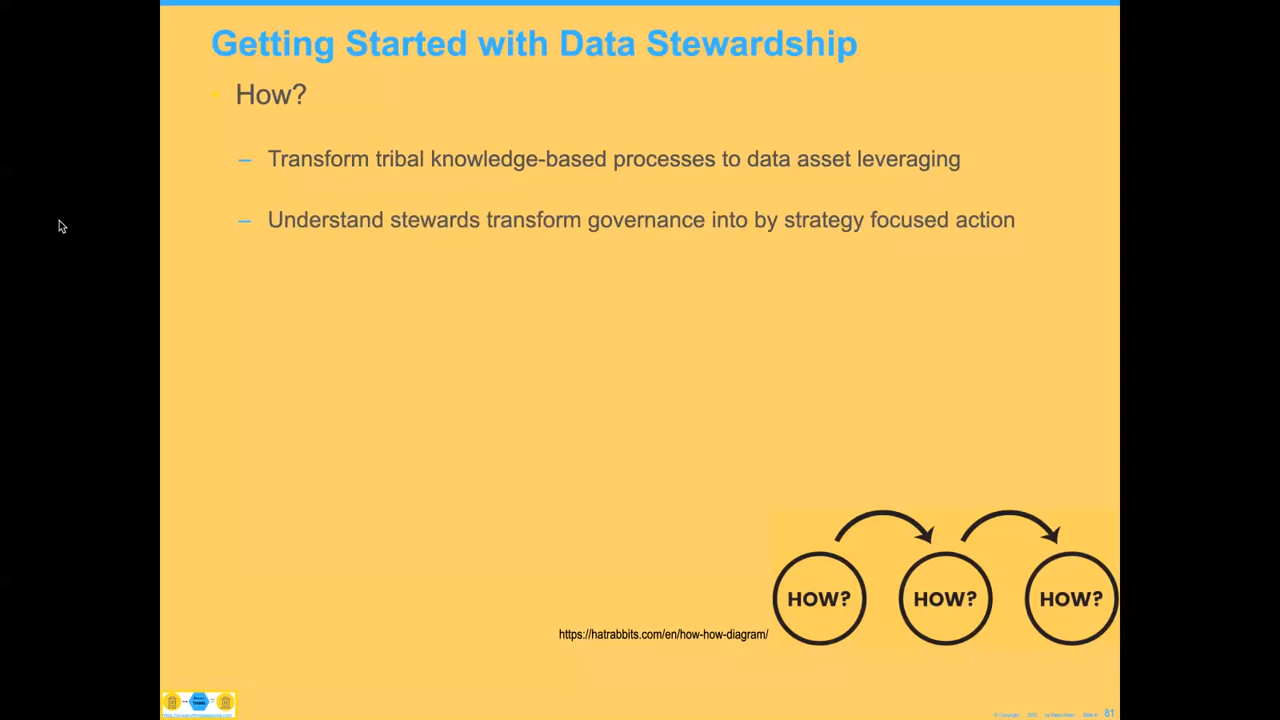 Getting Started with Data Stewardship
• How?
– Transform tribal knowledge-based processes to data asset leveraging
– Understand stewards transform governance into by strategy focused action
HOW? HOW? HOW?
https://hatrabbits.com/en/how-how-diagram/
© Copyright
81